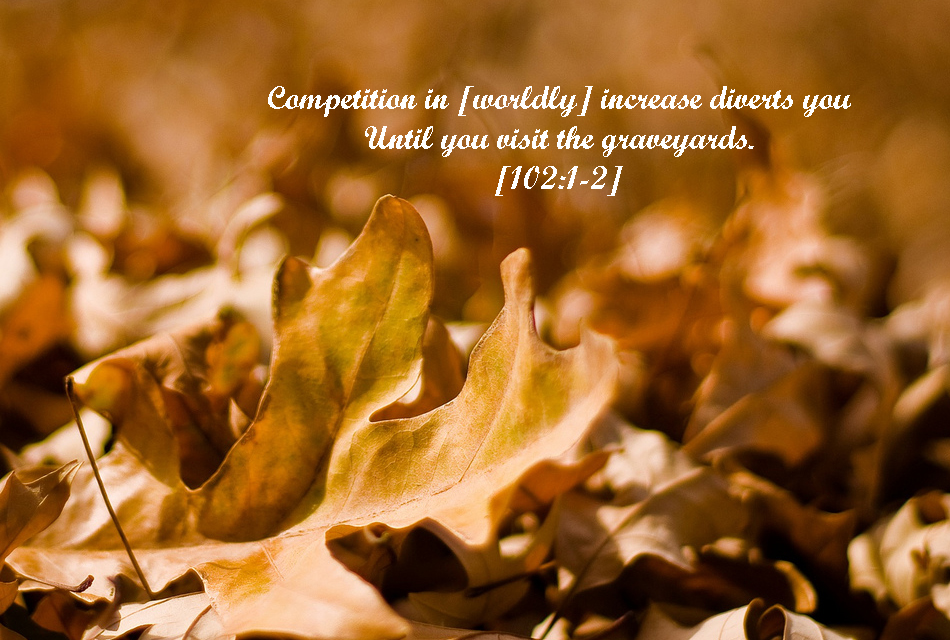 Competition in [worldly] increase diverts you
Until you visit the graveyards.
[102:1-2]